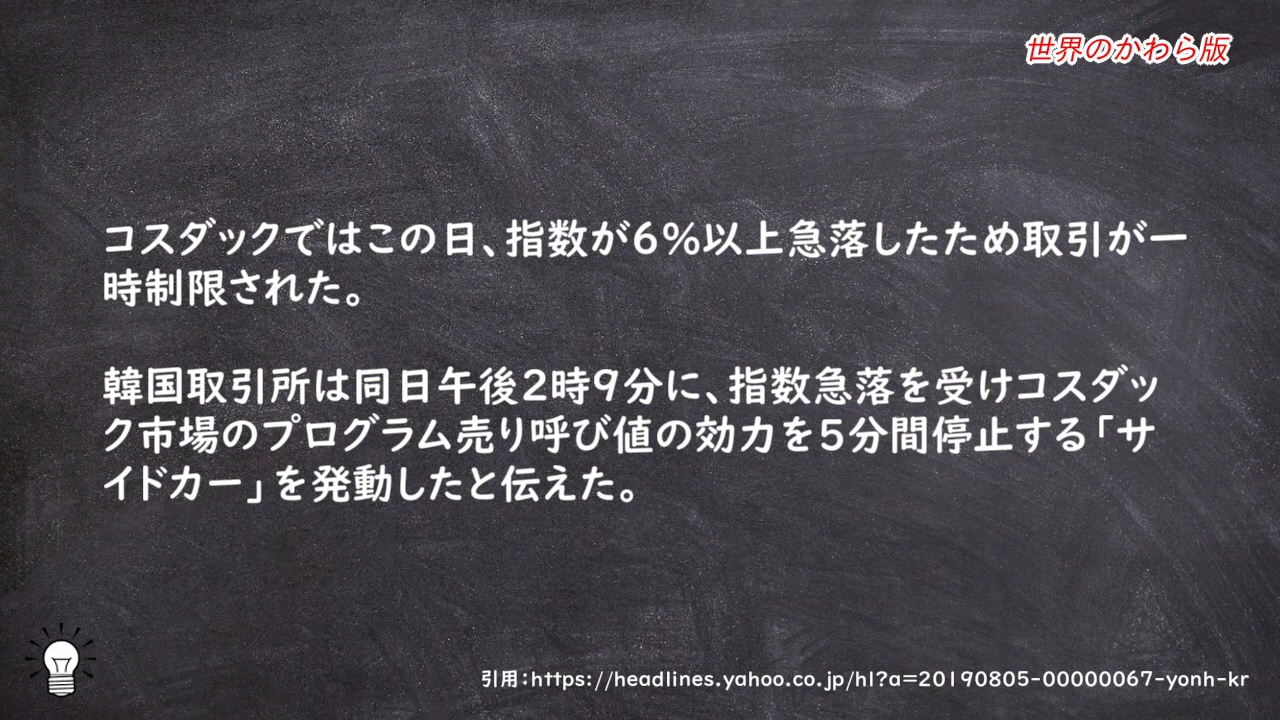 世界のかわら版
コスダックではこの日、指数が6%以上急落したため取引が一
時制限された。
韓国取引所は同日午後2時9分に、指数急落を受けコスダッ
ク市場のプログラム売り呼び値の効力を5分間停止する「サ
イドカー」を発動したと伝えた。
引用:https://headlines.yahoo.co.jp/hl?a=20190805-00000067-yonh-kr